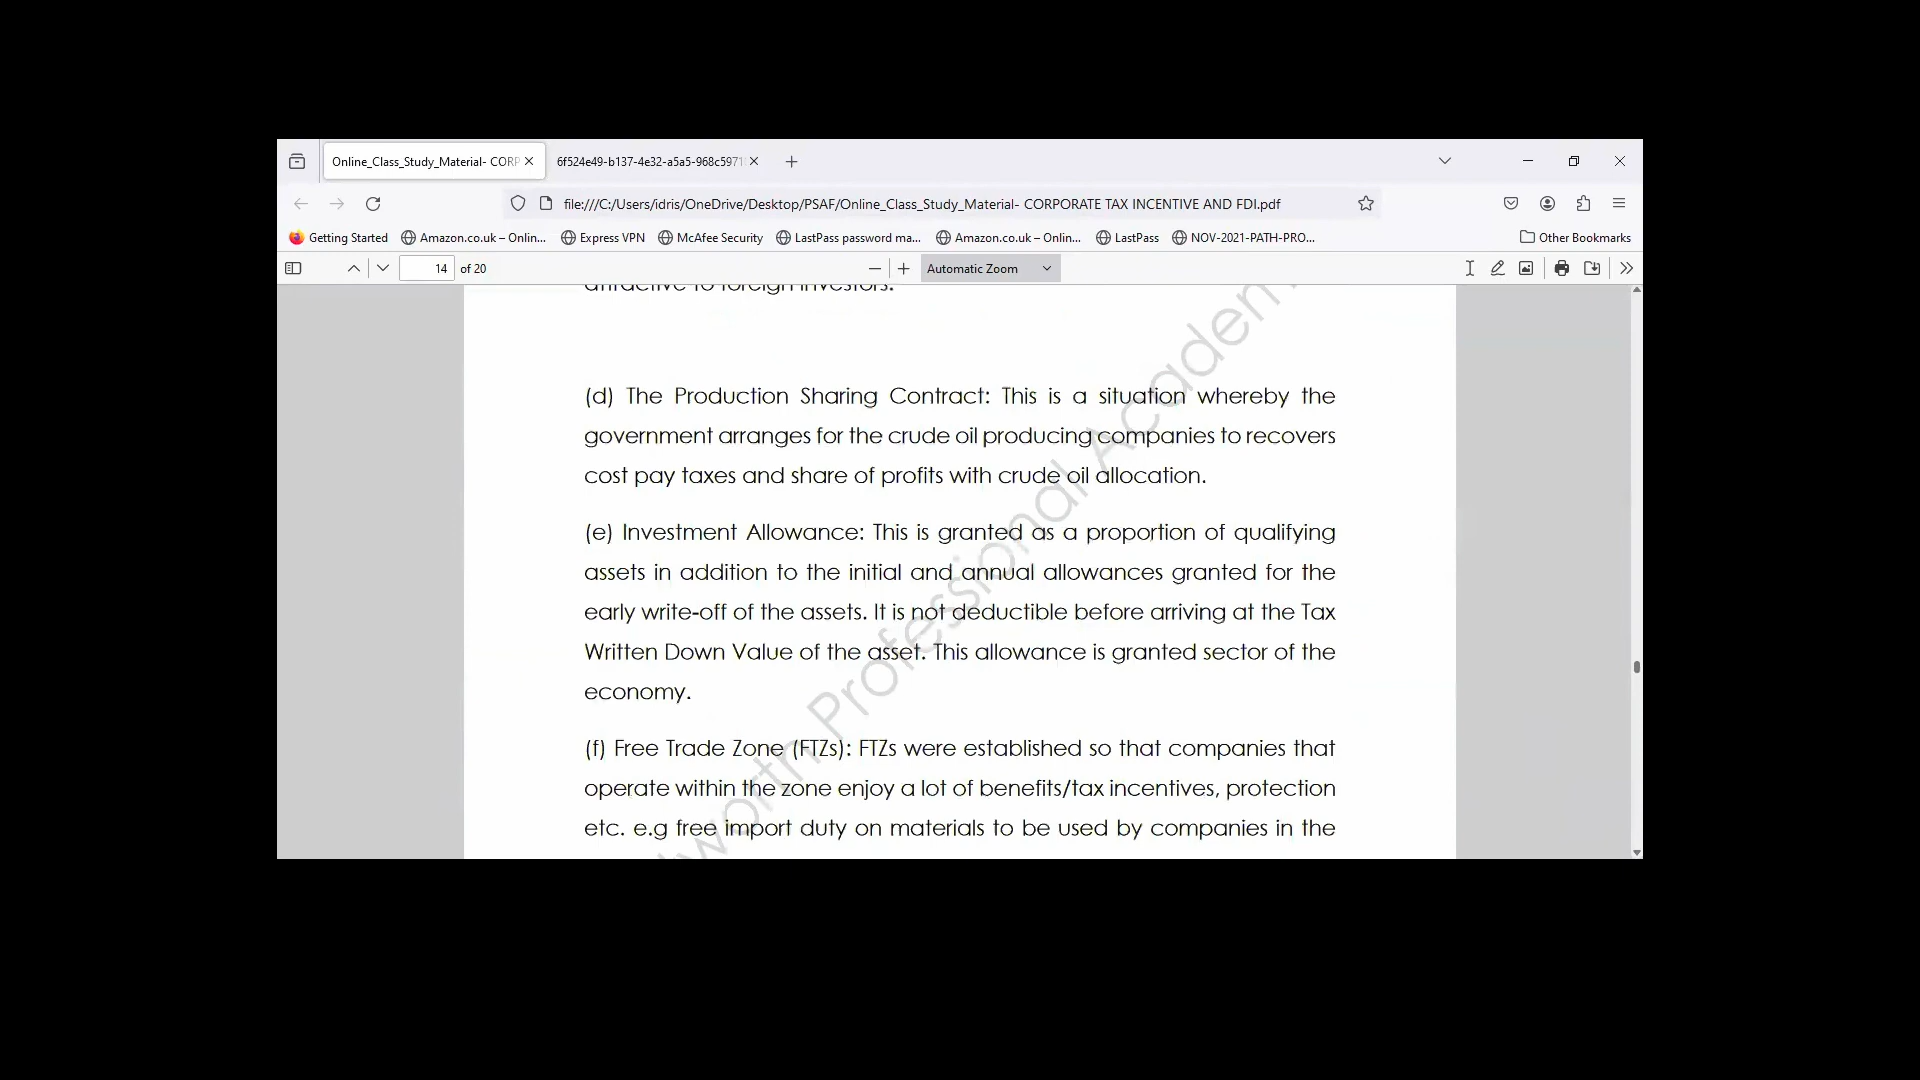 Online_Class_Study_Material- CORP
6f524e49-b137-4e32-a5a5-968c5971
file:///C:/Users/idris/OneDrive/Desktop/PSAF/Online_Class_Study_Material- CORPORATE TAX INCENTIVE AND FDI.pdf
Getting Started Amazon.co.uk – Onlin... Express VPN McAfee Security LastPass password ma... Amazon.co.uk – Onlin... LastPass NOV-2021-PATH-PRO... Other Bookmarks
14 of 20 Automatic Zoom
attractive to foreign investors.
(d) The Production Sharing Contract: This is a situation whereby the
government arranges for the crude oil producing companies to recovers
cost pay taxes and share of profits with crude oil allocation.
(e) Investment Allowance: This is granted as a proportion of qualifying
assets in addition to the initial and annual allowances granted for the
early write-off of the assets. It is not deductible before arriving at the Tax
Written Down Value of the asset. This allowance is granted sector of the
economy.
(f) Free Trade Zone (FTZs): FTZs were established so that companies that
operate within the zone enjoy a lot of benefits/tax incentives, protection
etc. e.g free import duty on materials to be used by companies in the
Professional Academ